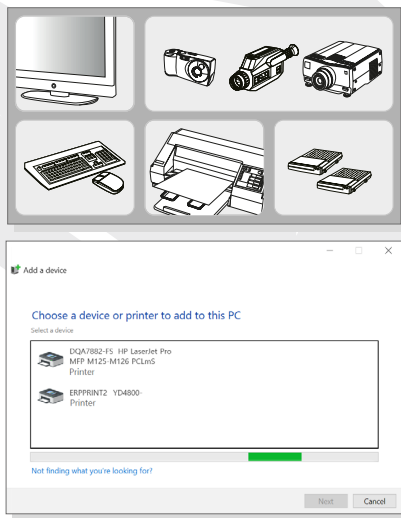 Add a device
Choose a device or printer to add to this PC
Select a device
DQA7882-F5 HP LaserJet Pro
MFP M125-M126 PCLmS
Printer
ERPPRINT2 YD4800-
Printer
Not finding what you're looking for?
Next Cancel